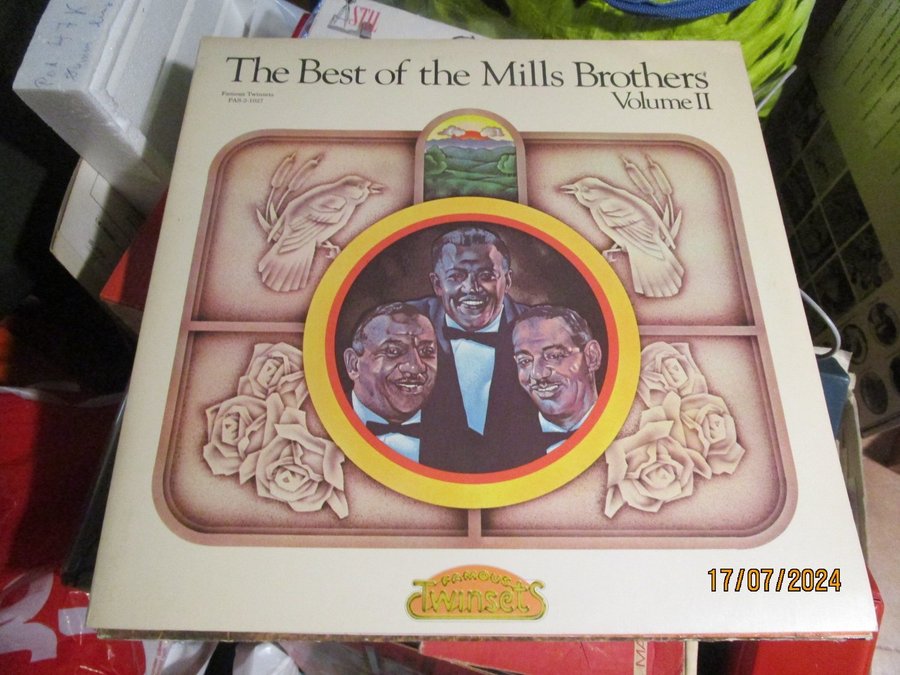 The Best of the Mills Brothers
Volume II
Famous Twinsets
PAS-2-1027
FAMOUS
Twinsets
17/07/2024